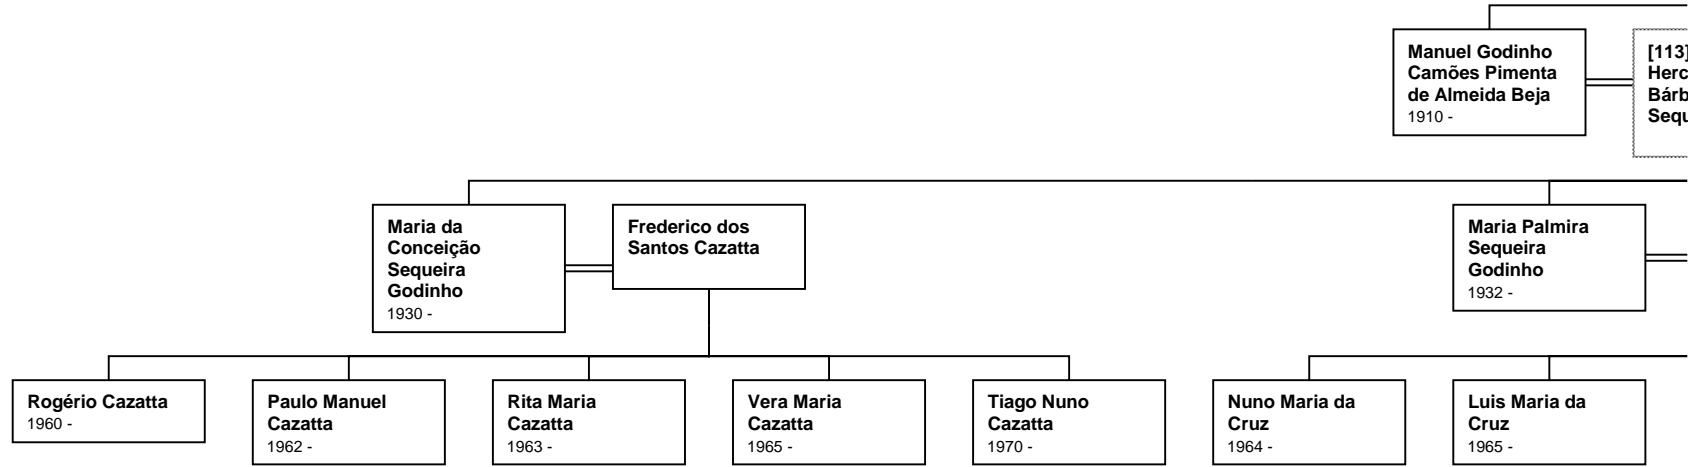 Manuel Godinho
Camões Pimenta
de Almeida Beja
1910 -
[113]
Maria da
Conceição
Sequeira
Godinho
1930 -
Frederico dos
Santos Cazatta
Maria Palmira
Sequeira
Godinho
1932 -
Rogério Cazatta
1960 -
Paulo Manuel
Cazatta
1962 -
Rita Maria
Cazatta
1963 -
Vera Maria
Cazatta
1965 -
Tiago Nuno
Cazatta
1970 -
Nuno Maria da
Cruz
1964 -
Luis Maria da
Cruz
1965 -